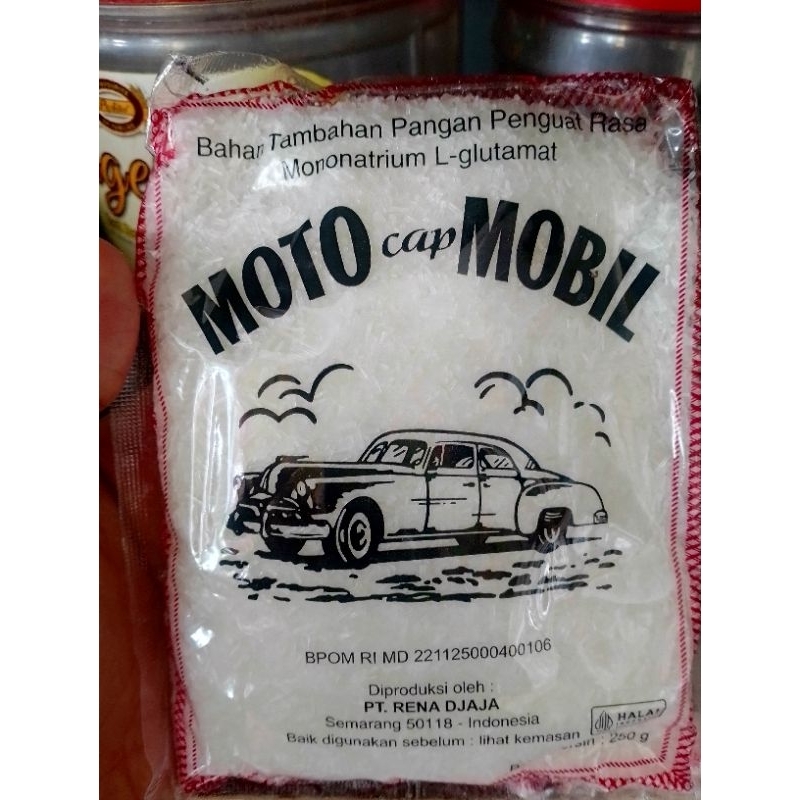 Bahan Tambahan Pangan Penguat Rasa
Mononatrium L-glutamat
MOTO cap MOBIL
BPOM RI MD 221125000400106
Diproduksi oleh :
PT. RENA DJAJA
Semarang 50118 - Indonesia
HALAL
Baik digunakan sebelum : lihat kemasan
: 250 g